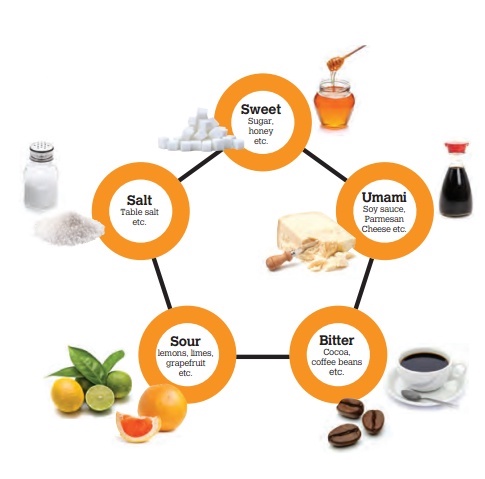 Sweet
Sugar,
honey
etc.
Salt
Table salt
etc.
Umami
Soy sauce,
Parmesan
Cheese etc.
Sour
lemons, limes,
grapefruit
etc.
Bitter
Cocoa,
coffee beans
etc.